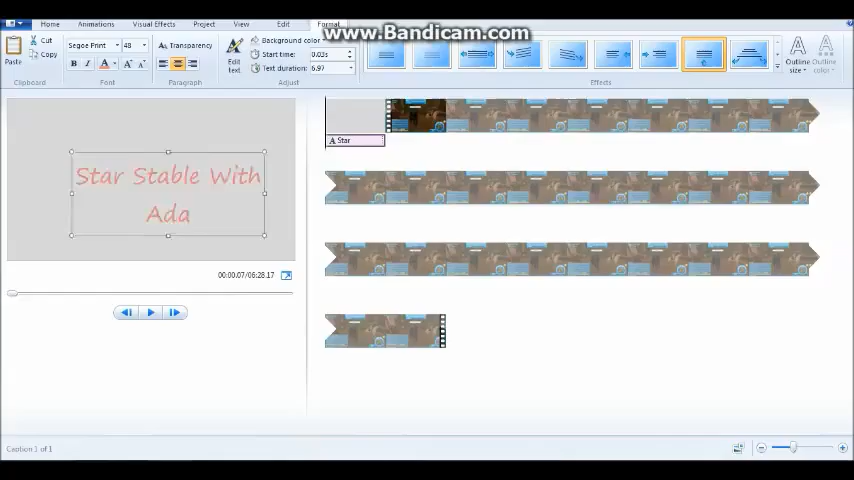 www.Bandicam.com
Home Animations Visual Effects Project View Edit Format
Cut
Copy
Paste
Clipboard
Segoe Print 48
B I A A A
Font
Transparency
Paragraph
Edit
text
Background color
Start time: 0.03s
Text duration: 6.97
Adjust
Effects
Outline
size
Outline
color
Star Stable With
Ada
00:00.07/06:28.17
A Star
Caption 1 of 1